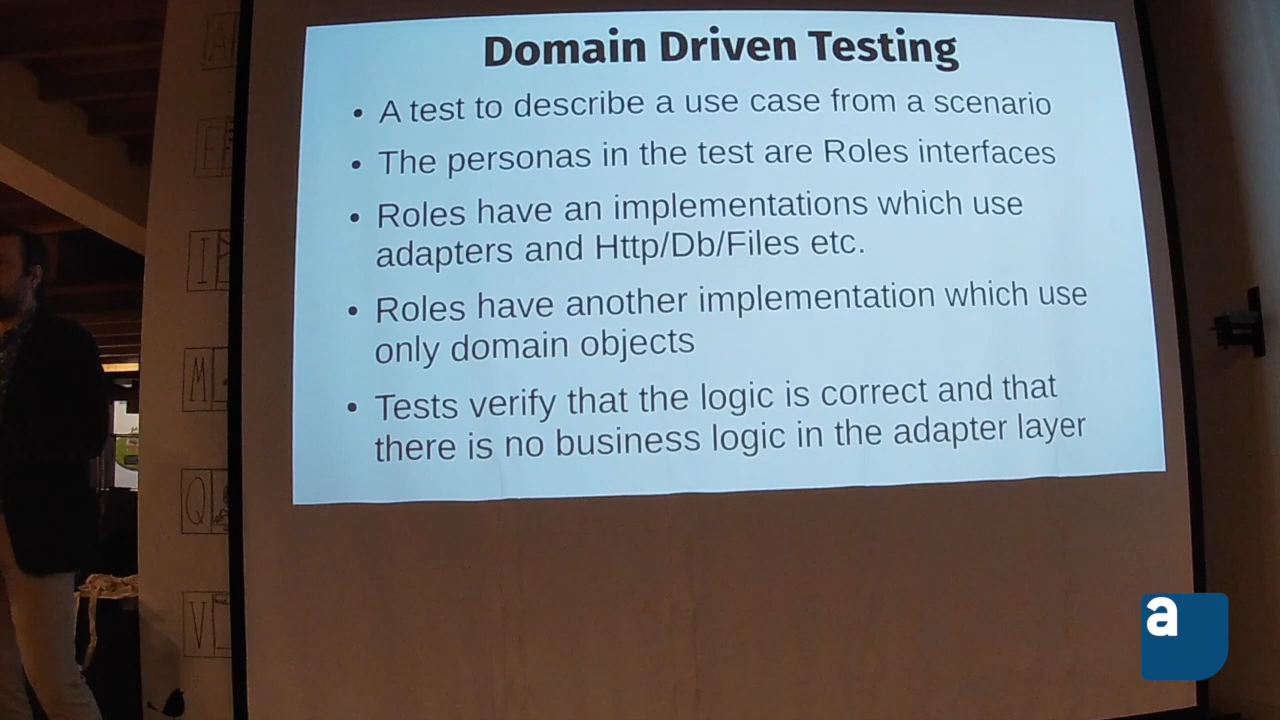 Domain Driven Testing
• A test to describe a use case from a scenario
• The personas in the test are Roles interfaces
• Roles have an implementations which use
adapters and Http/Db/Files etc.
• Roles have another implementation which use
only domain objects
• Tests verify that the logic is correct and that
there is no business logic in the adapter layer
A
E
I
M
Q
V
a